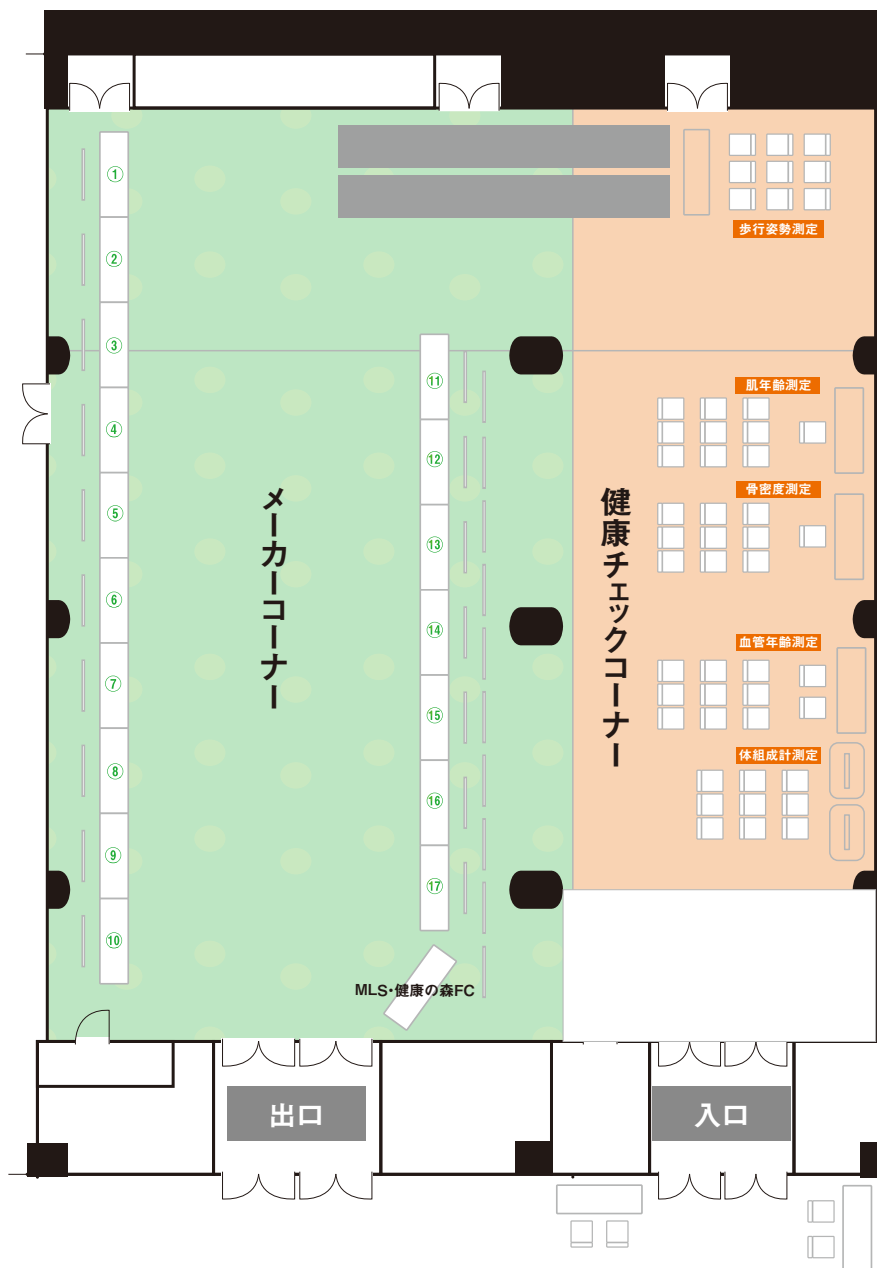 ①
②
③
④
⑤
⑥
⑦
⑧
⑨
⑩
メーカーコーナー
⑪
⑫
⑬
⑭
⑮
⑯
⑰
MLS・健康の森FC
健康チェックコーナー
歩行姿勢測定
肌年齢測定
骨密度測定
血管年齢測定
体組成計測定
出口
入口